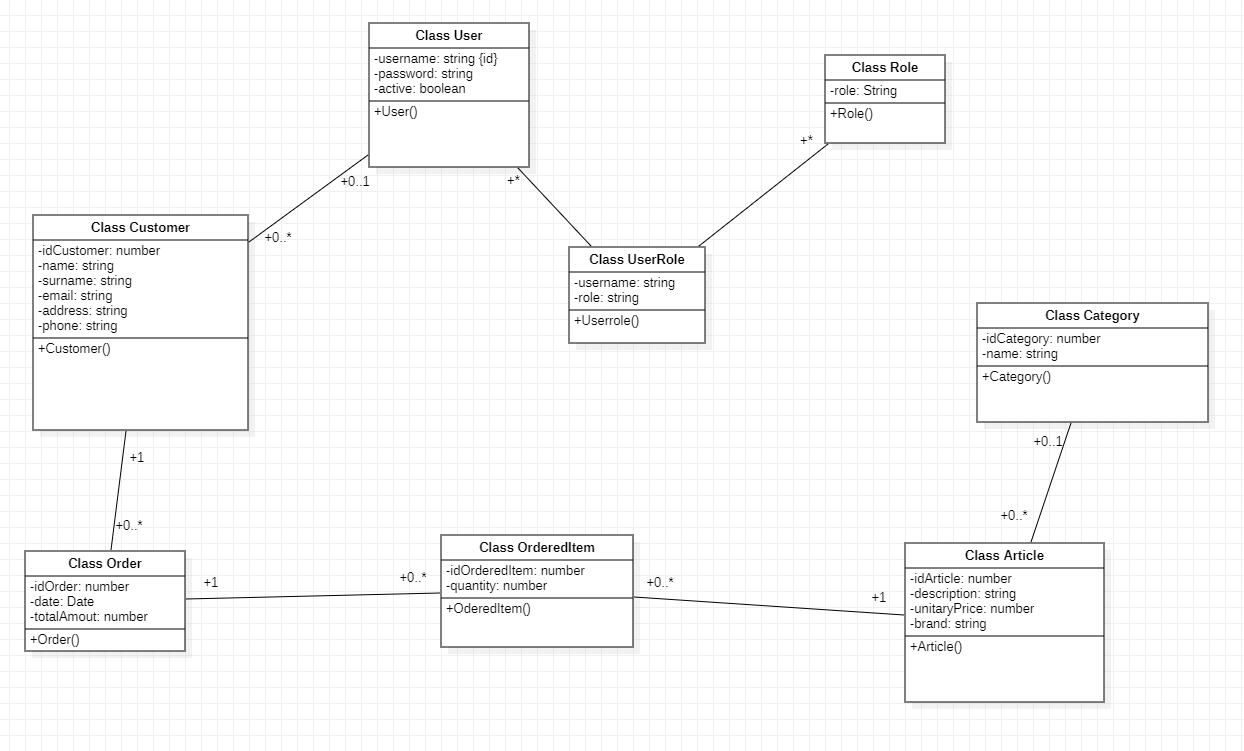 Class User
-username: string {id}
-password: string
-active: boolean
+User()
Class Role
-role: String
+Role()
+*
+0..1
+*
+0..*
Class Customer
-idCustomer: number
-name: string
-surname: string
-email: string
-address: string
-phone: string
+Customer()
Class UserRole
-username: string
-role: string
+Userrole()
Class Category
-idCategory: number
-name: string
+Category()
+0..1
+1
+0..*
+0..*
Class Order
-idOrder: number
-date: Date
-totalAmout: number
+Order()
+1
+0..*
Class OrderedItem
-idOrderedItem: number
-quantity: number
+OderedItem()
+0..*
+1
Class Article
-idArticle: number
-description: string
-unitaryPrice: number
-brand: string
+Article()